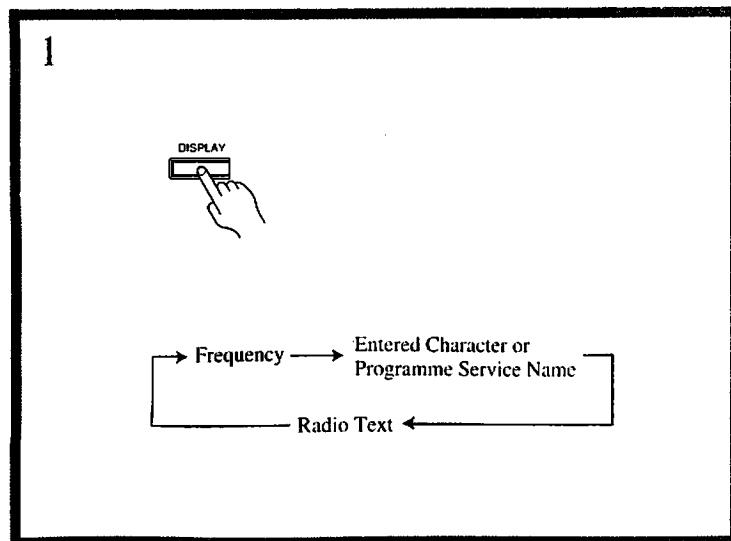 1
DISPLAY
Frequency
Entered Character or
Programme Service Name
Radio Text